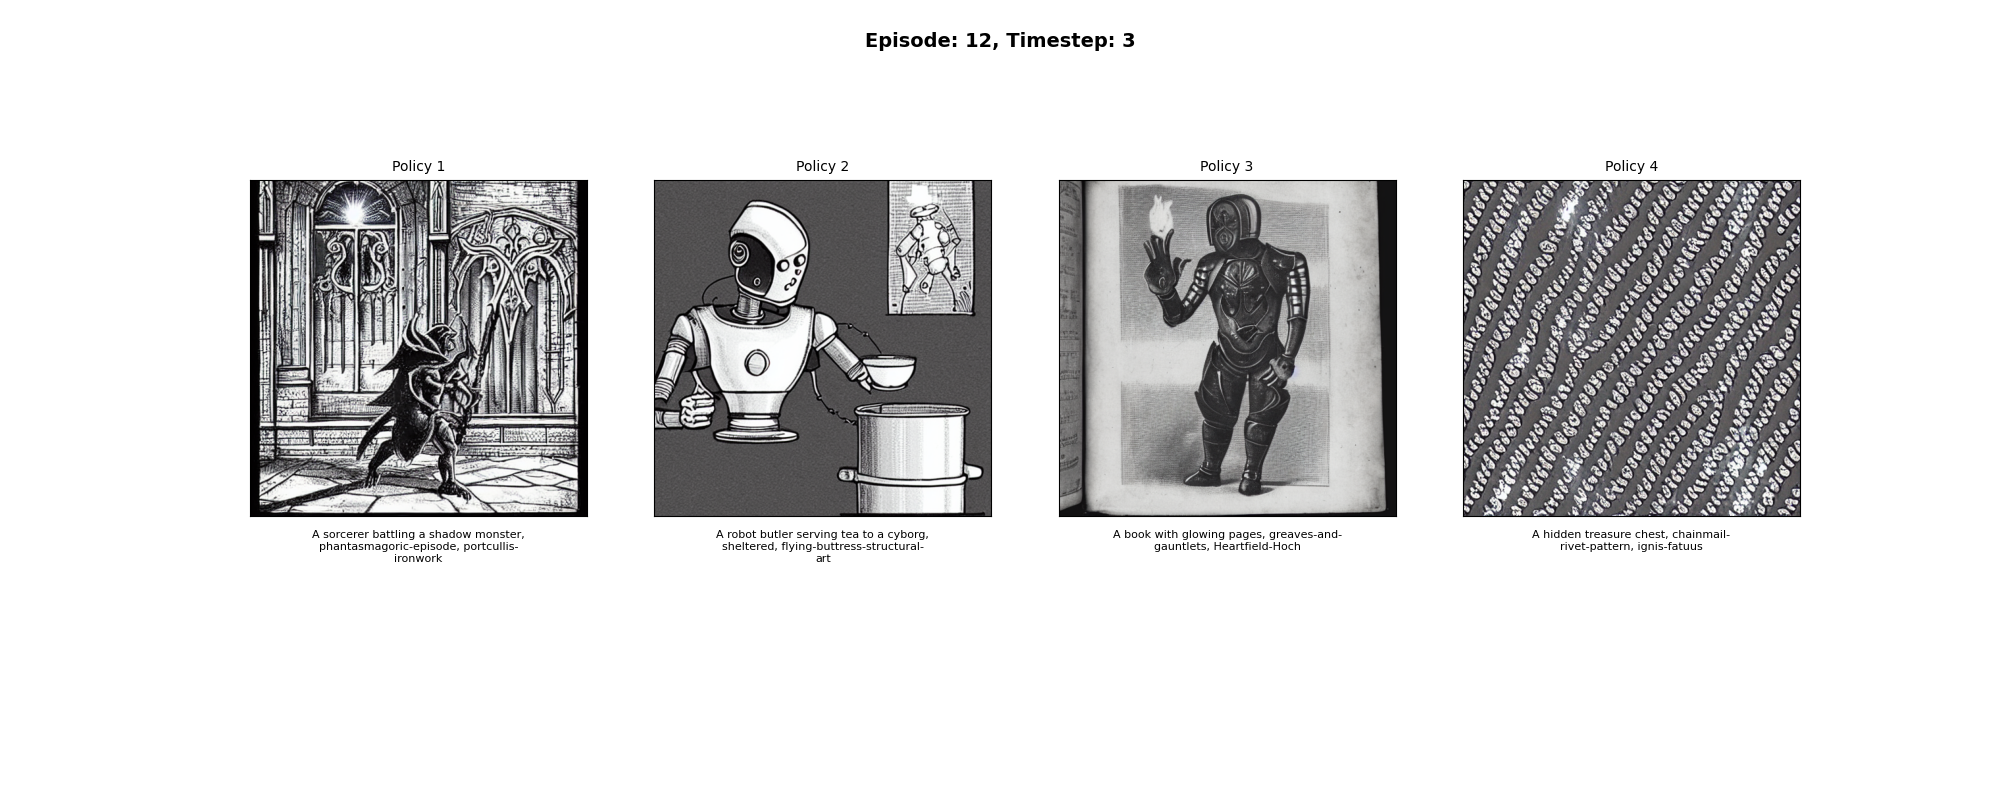 Episode: 12, Timestep: 3
Policy 1
Policy 2
Policy 3
Policy 4
A sorcerer battling a shadow monster,
phantasmagoric-episode, portcullis-
ironwork
A robot butler serving tea to a cyborg,
sheltered, flying-buttress-structural-
art
A book with glowing pages, greaves-and-
gauntlets, Heartfield-Hoch
A hidden treasure chest, chainmail-
rivet-pattern, ignis-fatuus